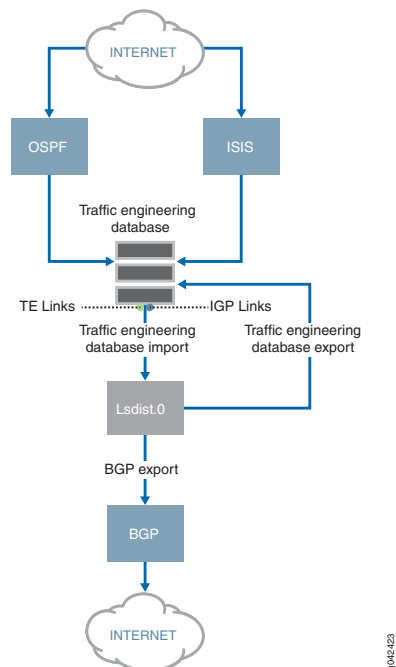 INTERNET
OSPF
ISIS
Traffic engineering
database
TE Links
IGP Links
Traffic engineering
database import
Traffic engineering
database export
Lsdist.0
BGP export
BGP
INTERNET
g042423